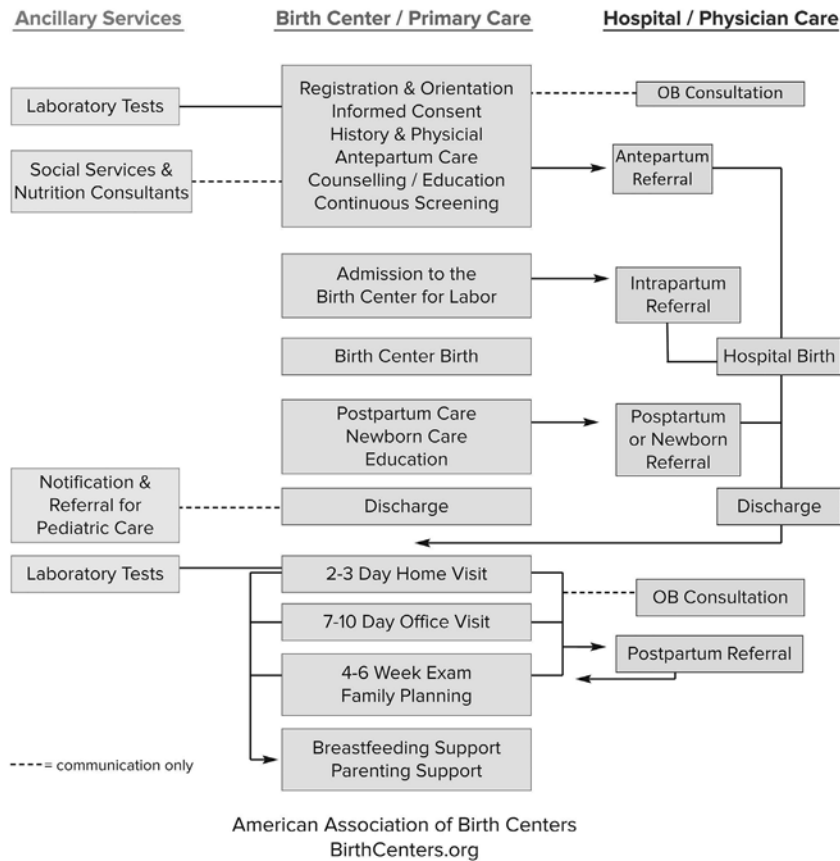 Ancillary Services
Birth Center / Primary Care
Hospital / Physician Care
Laboratory Tests
Registration & Orientation
Informed Consent
History & Physicial
Antepartum Care
Counselling / Education
Continuous Screening
OB Consultation
Social Services &
Nutrition Consultants
Antepartum
Referral
Admission to the
Birth Center for Labor
Intrapartum
Referral
Birth Center Birth
Hospital Birth
Postpartum Care
Newborn Care
Education
Posptartum
or Newborn
Referral
Notification &
Referral for
Pediatric Care
Discharge
Discharge
Laboratory Tests
2-3 Day Home Visit
OB Consultation
7-10 Day Office Visit
Postpartum Referral
4-6 Week Exam
Family Planning
Breastfeeding Support
Parenting Support
----- = communication only
American Association of Birth Centers
BirthCenters.org